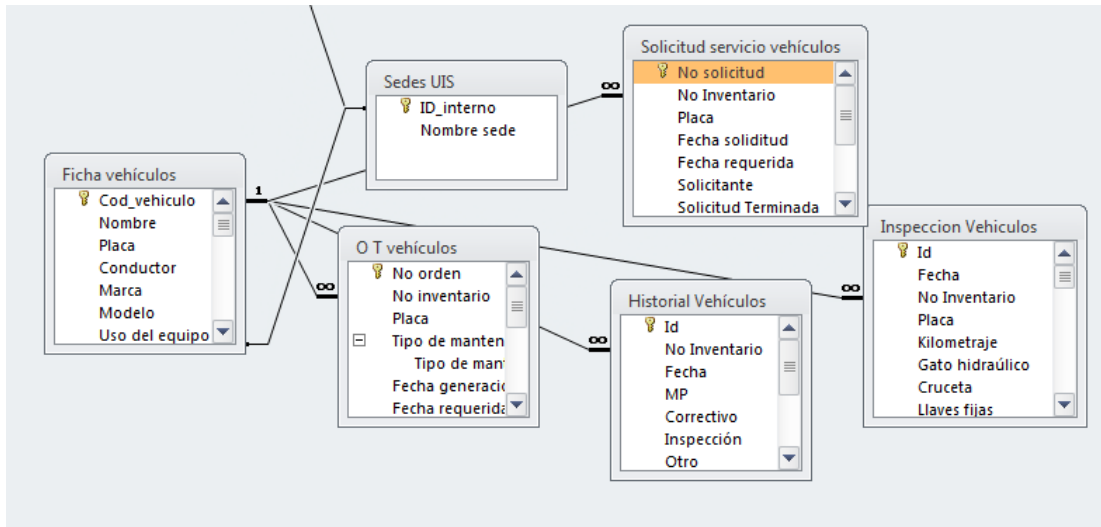 Sedes UIS
ID_interno
Nombre sede
Solicitud servicio vehículos
No solicitud
No Inventario
Placa
Fecha soliditud
Fecha requerida
Solicitante
Solicitud Terminada
Ficha vehículos
Cod_vehiculo
Nombre
Placa
Conductor
Marca
Modelo
Uso del equipo
1
∞
∞
∞
∞
O T vehículos
No orden
No inventario
Placa
Tipo de manten
Tipo de man
Fecha generació
Fecha requerida
Historial Vehículos
Id
No Inventario
Fecha
MP
Correctivo
Inspección
Otro
Inspeccion Vehiculos
Id
Fecha
No Inventario
Placa
Kilometraje
Gato hidraúlico
Cruceta
Llaves fijas